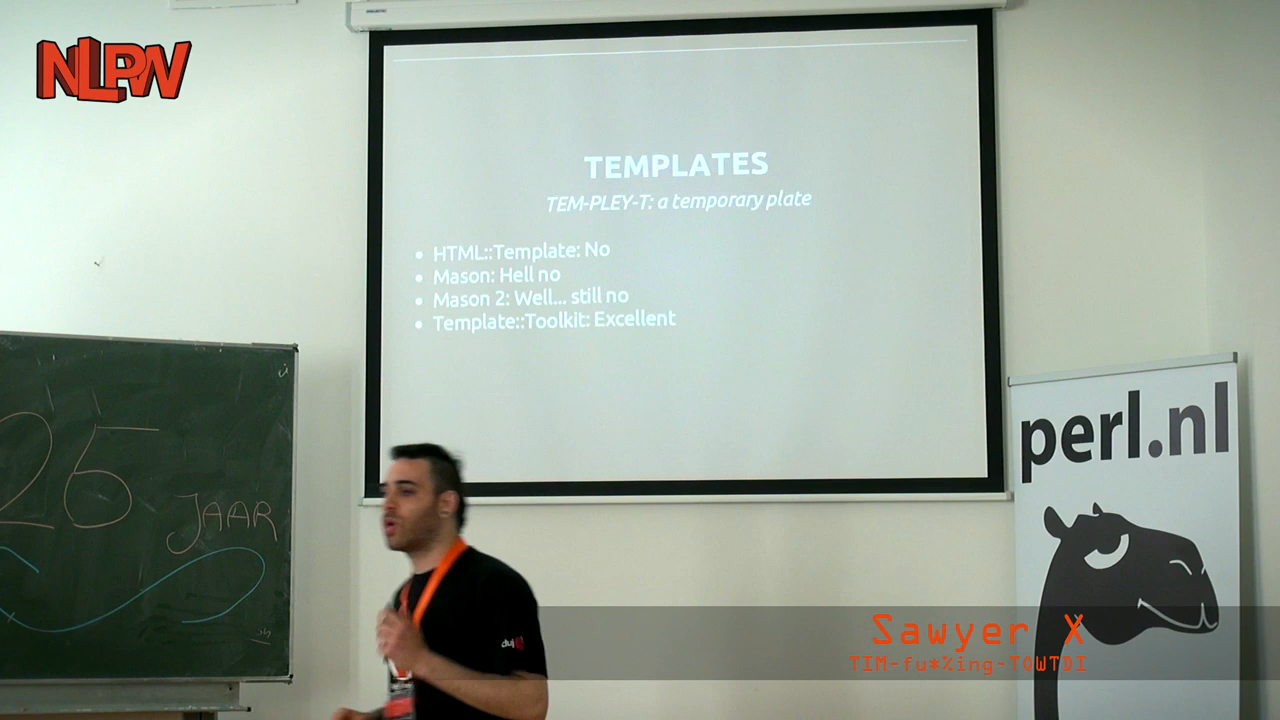 NLPW
TEMPLATES
TEM-PLEY-T: a temporary plate
• HTML::Template: No
• Mason: Hell no
• Mason 2: Well... still no
• Template::Toolkit: Excellent
25
JAAR
perl.nl
duj
Sawyer X
TIM-fu*%ing-TOWTDI